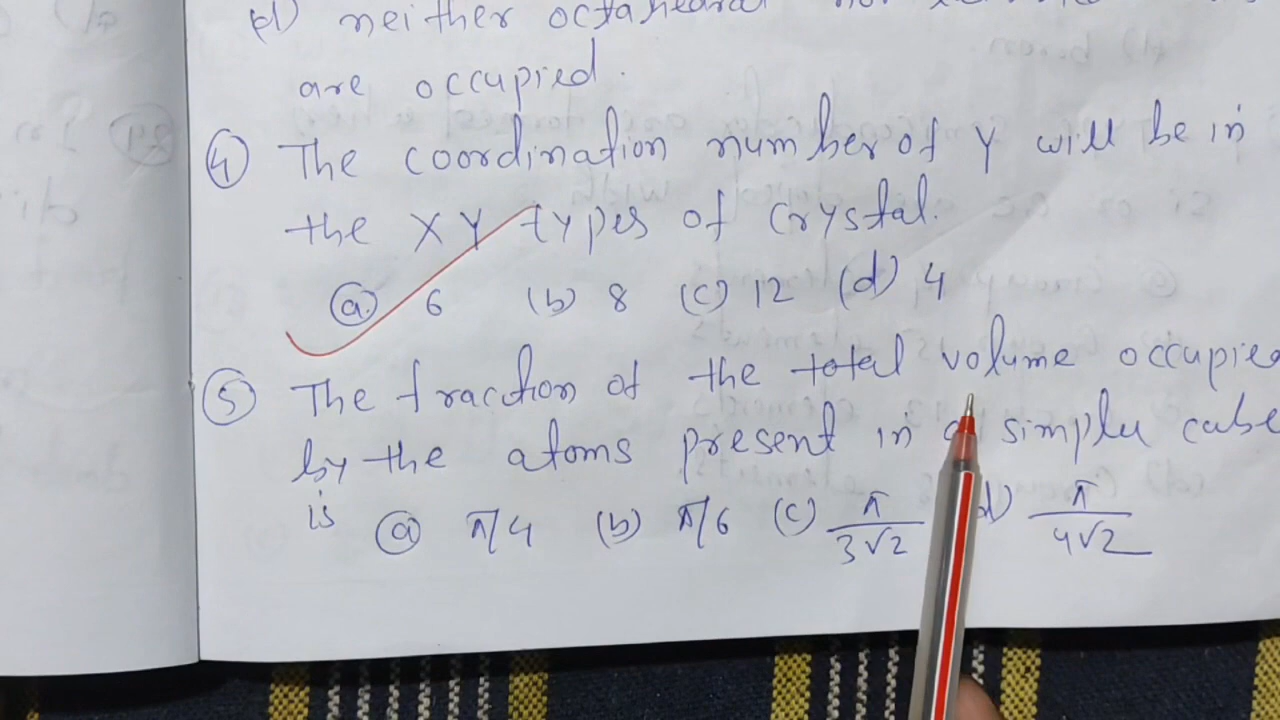 (d) neither octahedral
are occupied.
④ The coordination number of Y will be in
the XY types of crystal.
ⓐ 6 (b) 8 (c) 12 (d) 4
⑤ The fraction of the total volume occupied
by the atoms present in a simple cube
is ⓐ π/4 (b) π/6 (c) π/3√2 d) π/4√2